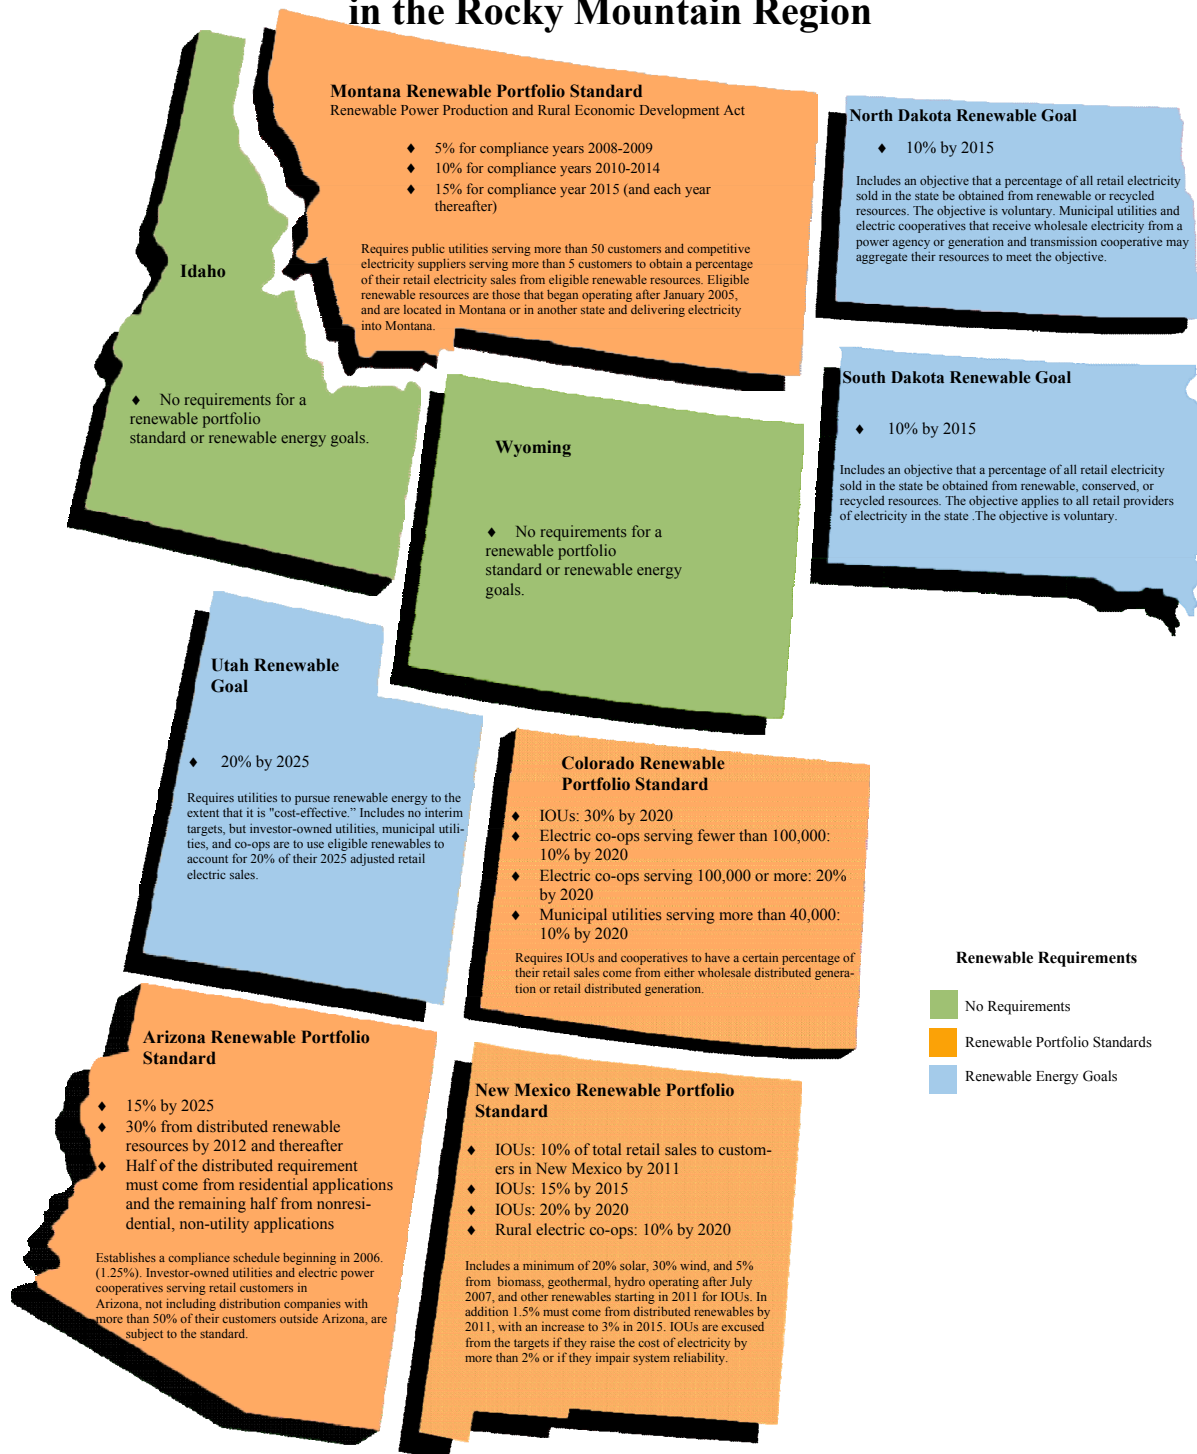 in the Rocky Mountain Region
Montana Renewable Portfolio Standard
Renewable Power Production and Rural Economic Development Act
♦ 5% for compliance years 2008-2009
♦ 10% for compliance years 2010-2014
♦ 15% for compliance year 2015 (and each year
thereafter)
Requires public utilities serving more than 50 customers and competitive
electricity suppliers serving more than 5 customers to obtain a percentage
of their retail electricity sales from eligible renewable resources. Eligible
renewable resources are those that began operating after January 2005,
and are located in Montana or in another state and delivering electricity
into Montana.
North Dakota Renewable Goal
♦ 10% by 2015
Includes an objective that a percentage of all retail electricity
sold in the state be obtained from renewable or recycled
resources. The objective is voluntary. Municipal utilities and
electric cooperatives that receive wholesale electricity from a
power agency or generation and transmission cooperative may
aggregate their resources to meet the objective.
Idaho
♦ No requirements for a
renewable portfolio
standard or renewable energy goals.
South Dakota Renewable Goal
♦ 10% by 2015
Includes an objective that a percentage of all retail electricity
sold in the state be obtained from renewable, conserved, or
recycled resources. The objective applies to all retail providers
of electricity in the state .The objective is voluntary.
Wyoming
♦ No requirements for a
renewable portfolio
standard or renewable energy
goals.
Utah Renewable
Goal
♦ 20% by 2025
Requires utilities to pursue renewable energy to the
extent that it is "cost-effective.” Includes no interim
targets, but investor-owned utilities, municipal utili-
ties, and co-ops are to use eligible renewables to
account for 20% of their 2025 adjusted retail
electric sales.
Colorado Renewable
Portfolio Standard
♦ IOUs: 30% by 2020
♦ Electric co-ops serving fewer than 100,000:
10% by 2020
♦ Electric co-ops serving 100,000 or more: 20%
by 2020
♦ Municipal utilities serving more than 40,000:
10% by 2020
Requires IOUs and cooperatives to have a certain percentage of
their retail sales come from either wholesale distributed genera-
tion or retail distributed generation.
Renewable Requirements
No Requirements
Renewable Portfolio Standards
Renewable Energy Goals
Arizona Renewable Portfolio
Standard
♦ 15% by 2025
♦ 30% from distributed renewable
resources by 2012 and thereafter
♦ Half of the distributed requirement
must come from residential applications
and the remaining half from nonresi-
dential, non-utility applications
Establishes a compliance schedule beginning in 2006.
(1.25%). Investor-owned utilities and electric power
cooperatives serving retail customers in
Arizona, not including distribution companies with
more than 50% of their customers outside Arizona, are
subject to the standard.
New Mexico Renewable Portfolio
Standard
♦ IOUs: 10% of total retail sales to custom-
ers in New Mexico by 2011
♦ IOUs: 15% by 2015
♦ IOUs: 20% by 2020
♦ Rural electric co-ops: 10% by 2020
Includes a minimum of 20% solar, 30% wind, and 5%
from biomass, geothermal, hydro operating after July
2007, and other renewables starting in 2011 for IOUs. In
addition 1.5% must come from distributed renewables by
2011, with an increase to 3% in 2015. IOUs are excused
from the targets if they raise the cost of electricity by
more than 2% or if they impair system reliability.